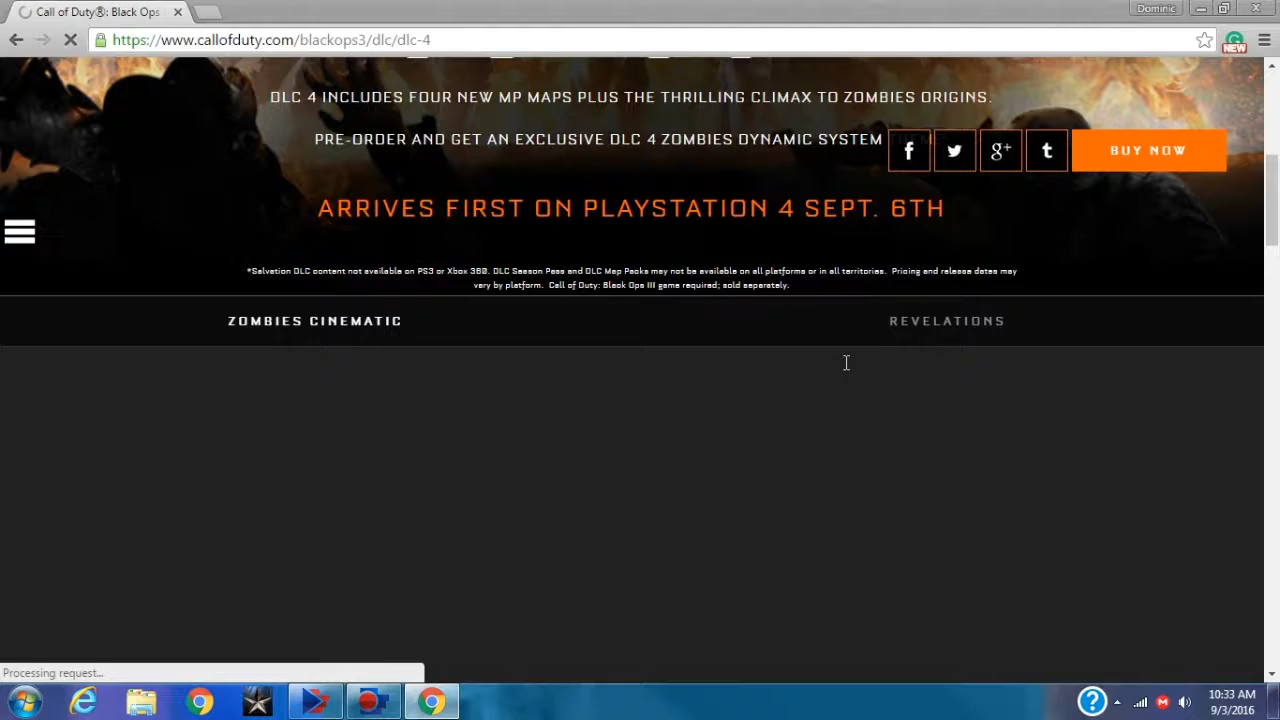 Call of Duty®: Black Ops
Dominic
https://www.callofduty.com/blackops3/dlc/dlc-4
NEW
DLC 4 INCLUDES FOUR NEW MP MAPS PLUS THE THRILLING CLIMAX TO ZOMBIES ORIGINS.
PRE-ORDER AND GET AN EXCLUSIVE DLC 4 ZOMBIES DYNAMIC SYSTEM
BUY NOW
ARRIVES FIRST ON PLAYSTATION 4 SEPT. 6TH
*Salvation DLC content not available on PS3 or Xbox 360. DLC Season Pass and DLC Map Packs may not be available on all platforms or in all territories. Pricing and release dates may
vary by platform. Call of Duty: Black Ops III game required; sold separately.
ZOMBIES CINEMATIC
REVELATIONS
Processing request...
10:33 AM
9/3/2016